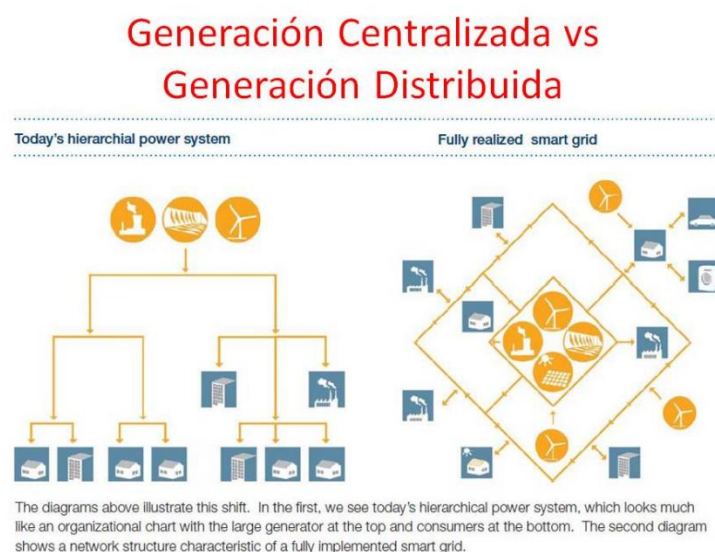 Generación Centralizada vs
Generación Distribuida
Today's hierarchial power system
Fully realized smart grid
The diagrams above illustrate this shift. In the first, we see today's hierarchical power system, which looks much
like an organizational chart with the large generator at the top and consumers at the bottom. The second diagram
shows a network structure characteristic of a fully implemented smart grid.